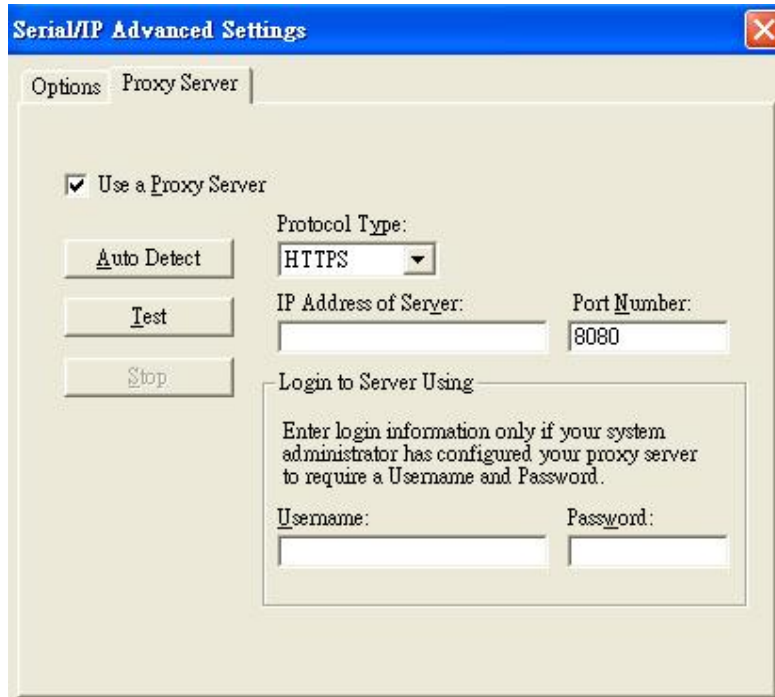 Serial/IP Advanced Settings
Options
Proxy Server
Use a Proxy Server
Auto Detect
Test
Stop
Protocol Type:
HTTPS
IP Address of Server:
Port Number:
8080
Login to Server Using
Enter login information only if your system
administrator has configured your proxy server
to require a Username and Password.
Username:
Password: